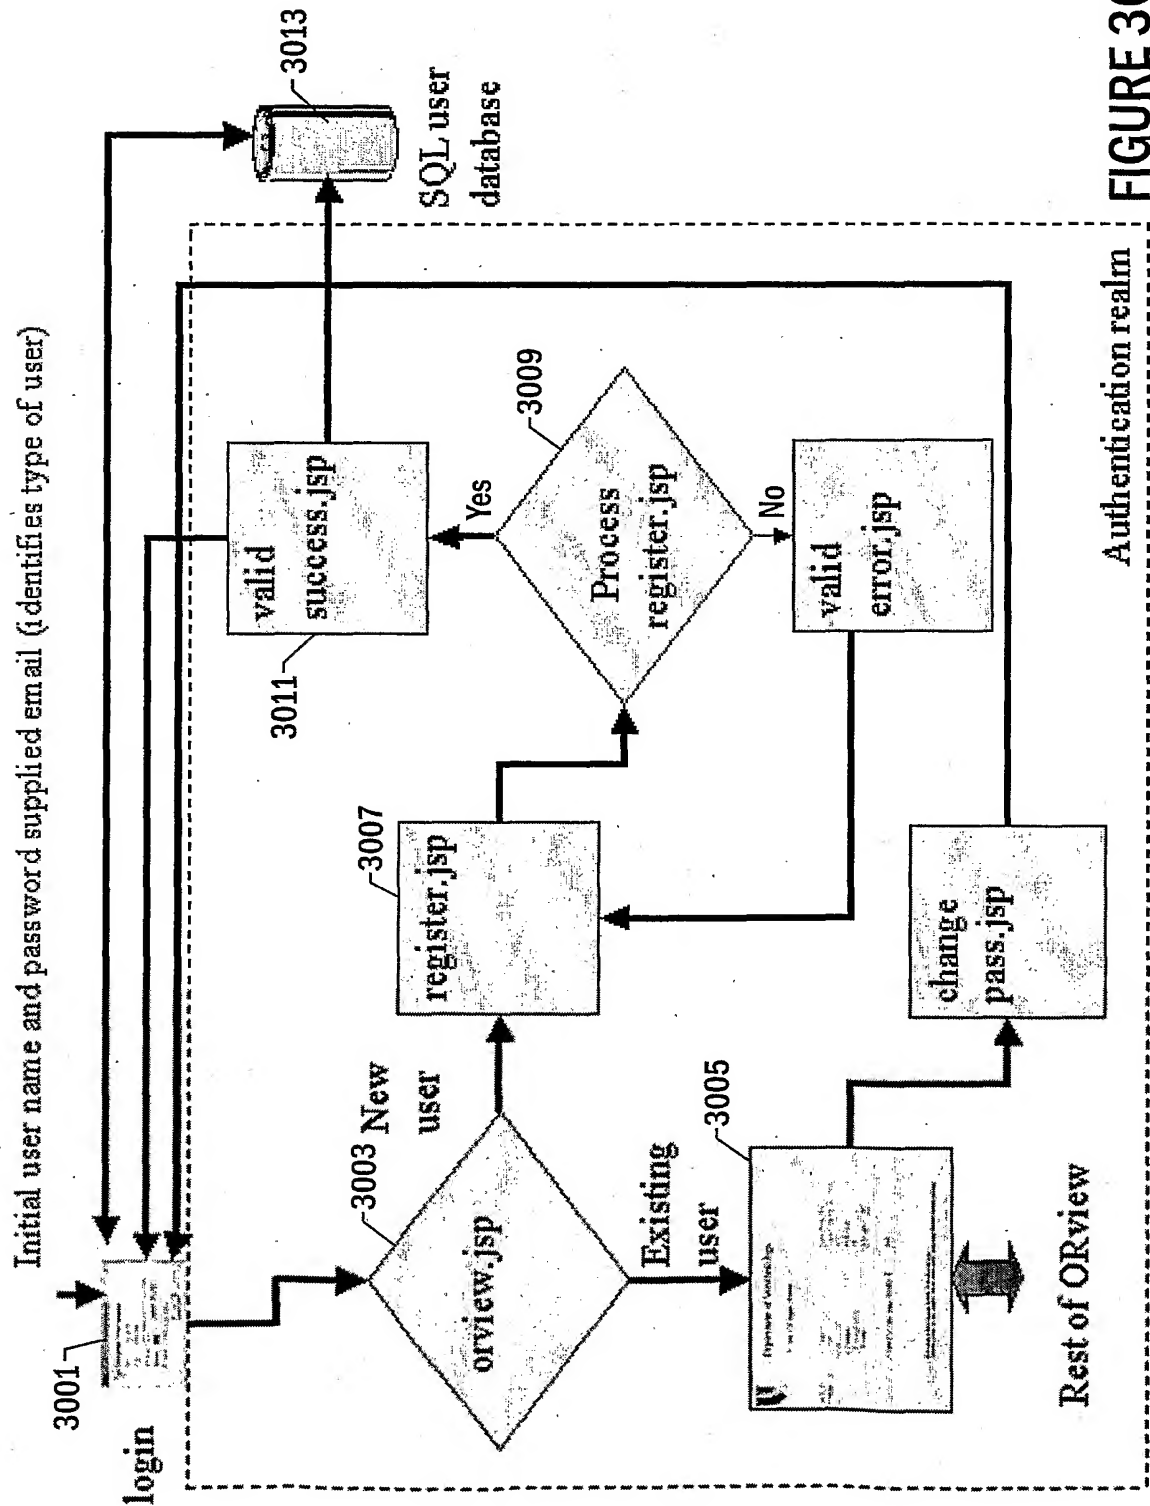 Initial user name and password supplied email (identifies type of user)
3001
login
3013
SQL user
database
3003
New
user
orview.jsp
Existing
user
3005
Rest of ORview
3007
register.jsp
3011
valid
success.jsp
Yes
3009
Process
register.jsp
No
valid
error.jsp
change
pass.jsp
Authentication realm
FIGURE 30